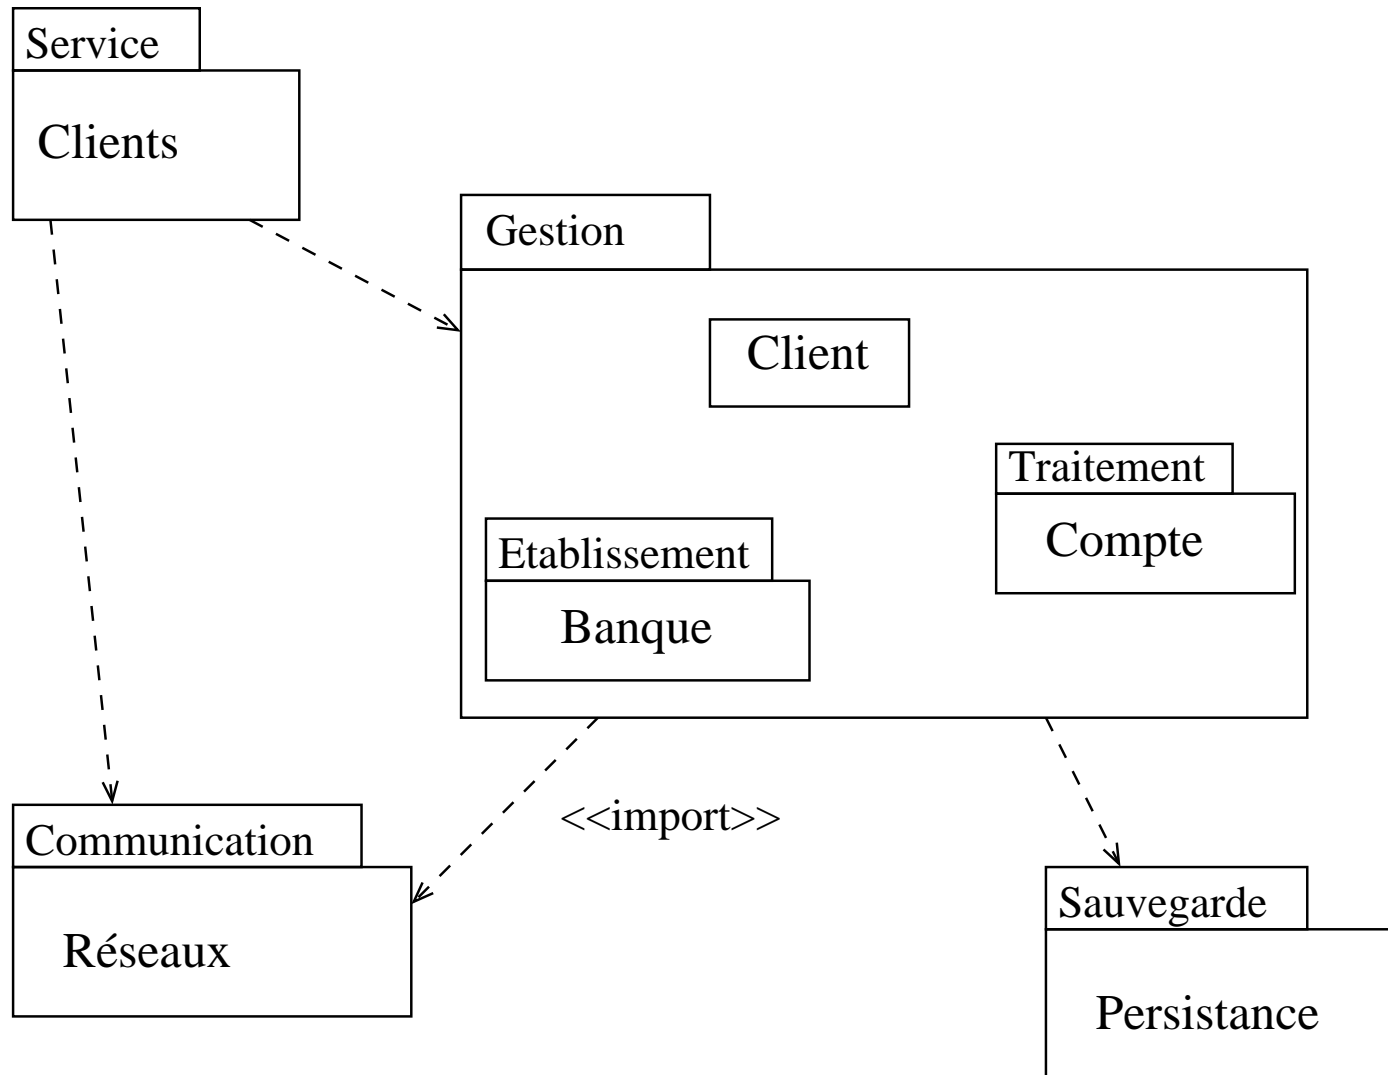 Service
Clients
Gestion
Client
Traitement
Compte
Etablissement
Banque
<<import>>
Communication
Réseaux
Sauvegarde
Persistance